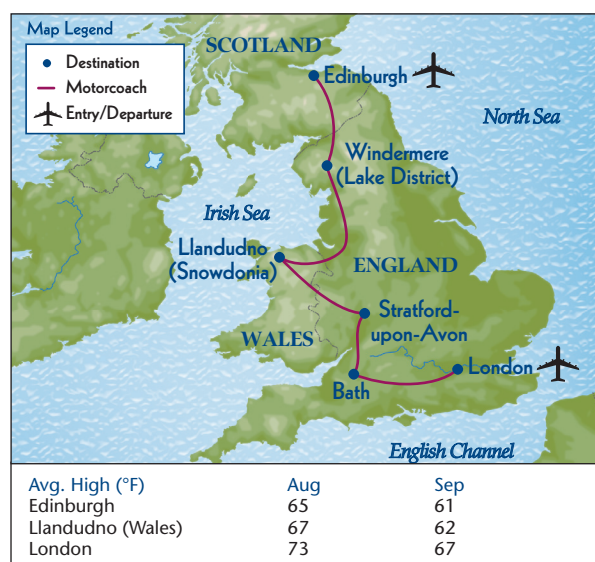 Map Legend
Destination
Motorcoach
Entry/Departure
SCOTLAND
Edinburgh
North Sea
Windermere
(Lake District)
Irish Sea
Llandudno
(Snowdonia)
ENGLAND
Stratford-
upon-Avon
WALES
London
Bath
English Channel
Avg. High (°F) Aug Sep
Edinburgh 65 61
Llandudno (Wales) 67 62
London 73 67